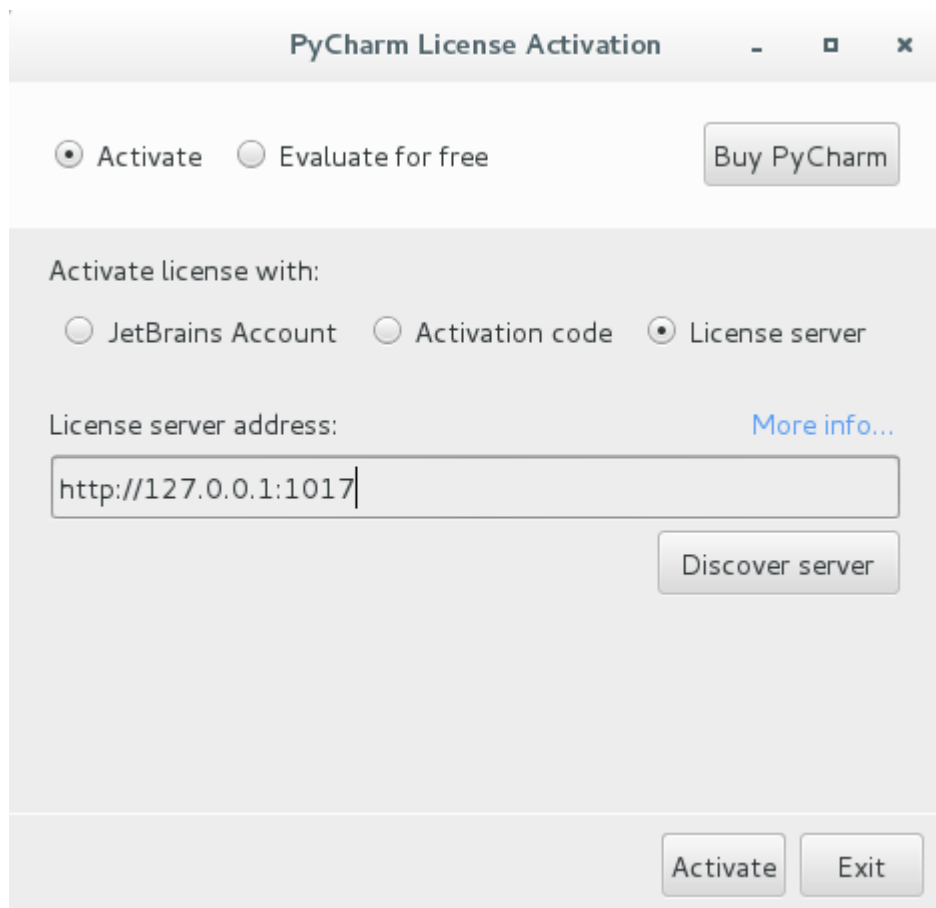 PyCharm License Activation
Activate Evaluate for free Buy PyCharm
Activate license with:
JetBrains Account Activation code License server
License server address: More info...
http://127.0.0.1:1017
Discover server
Activate Exit